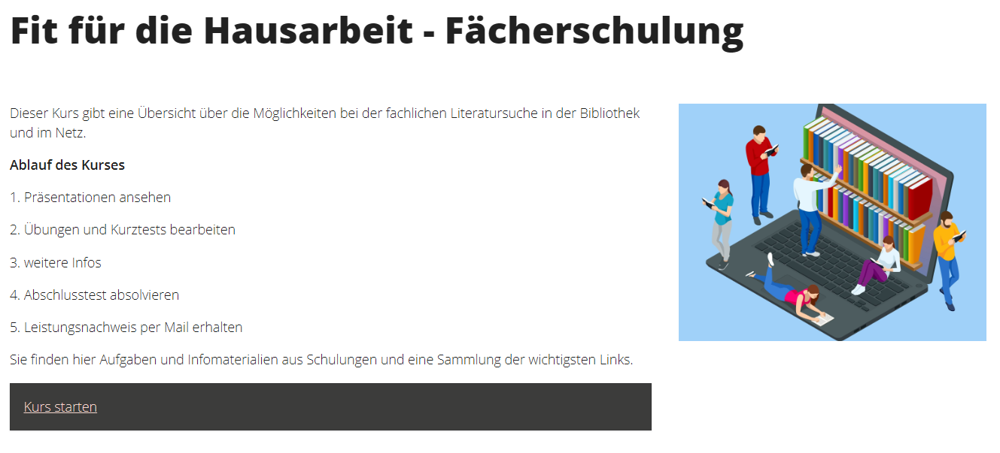 Fit für die Hausarbeit - Fächerschulung
Dieser Kurs gibt eine Übersicht über die Möglichkeiten bei der fachlichen Literatursuche in der Bibliothek
und im Netz.
Ablauf des Kurses
1. Präsentationen ansehen
2. Übungen und Kurztests bearbeiten
3. weitere Infos
4. Abschlusstest absolvieren
5. Leistungsnachweis per Mail erhalten
Sie finden hier Aufgaben und Infomaterialien aus Schulungen und eine Sammlung der wichtigsten Links.
Kurs starten